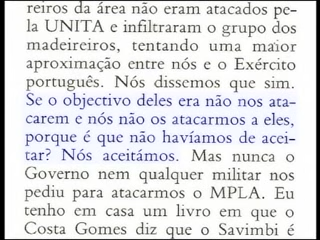 reiros da área não eram atacados pe-
la UNITA e infiltraram o grupo dos
madeireiros, tentando uma maior
aproximação entre nós e o Exército
português. Nós dissemos que sim.
Se o objectivo deles era não nos ata-
carem e nós não os atacarmos a eles,
porque é que não havíamos de acei-
tar? Nós aceitámos. Mas nunca o
Governo nem qualquer militar nos
pediu para atacarmos o MPLA. Eu
tenho em casa um livro em que o
Costa Gomes diz que o Savimbi é